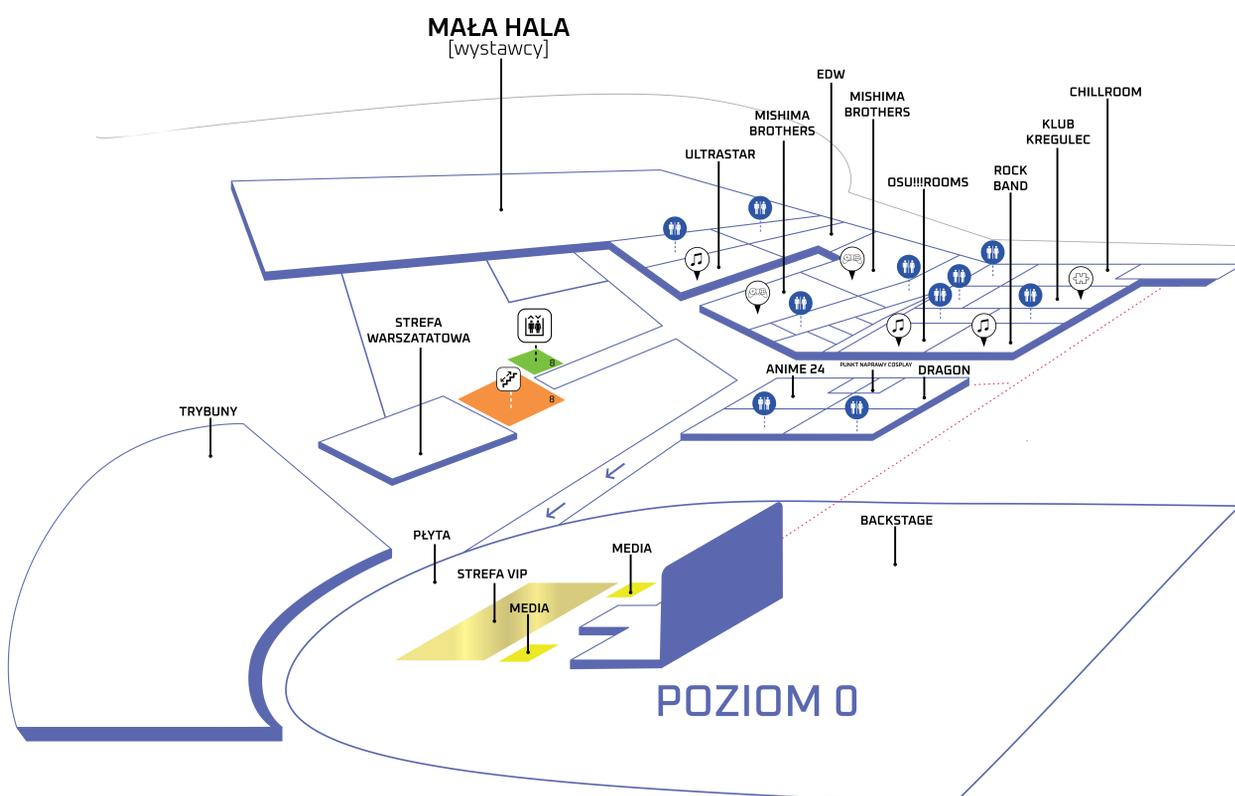 MAŁA HALA
[wystawcy]
EDW
MISHIMA
BROTHERS
CHILLROOM
MISHIMA
BROTHERS
KLUB
KREGULEC
ULTRASTAR
OSU!!!ROOMS
ROCK
BAND
STREFA
WARSZATATOWA
8
8
ANIME 24
PUNKT NAPRAWY COSPLAY
DRAGON
TRYBUNY
PŁYTA
STREFA VIP
MEDIA
MEDIA
BACKSTAGE
POZIOM 0